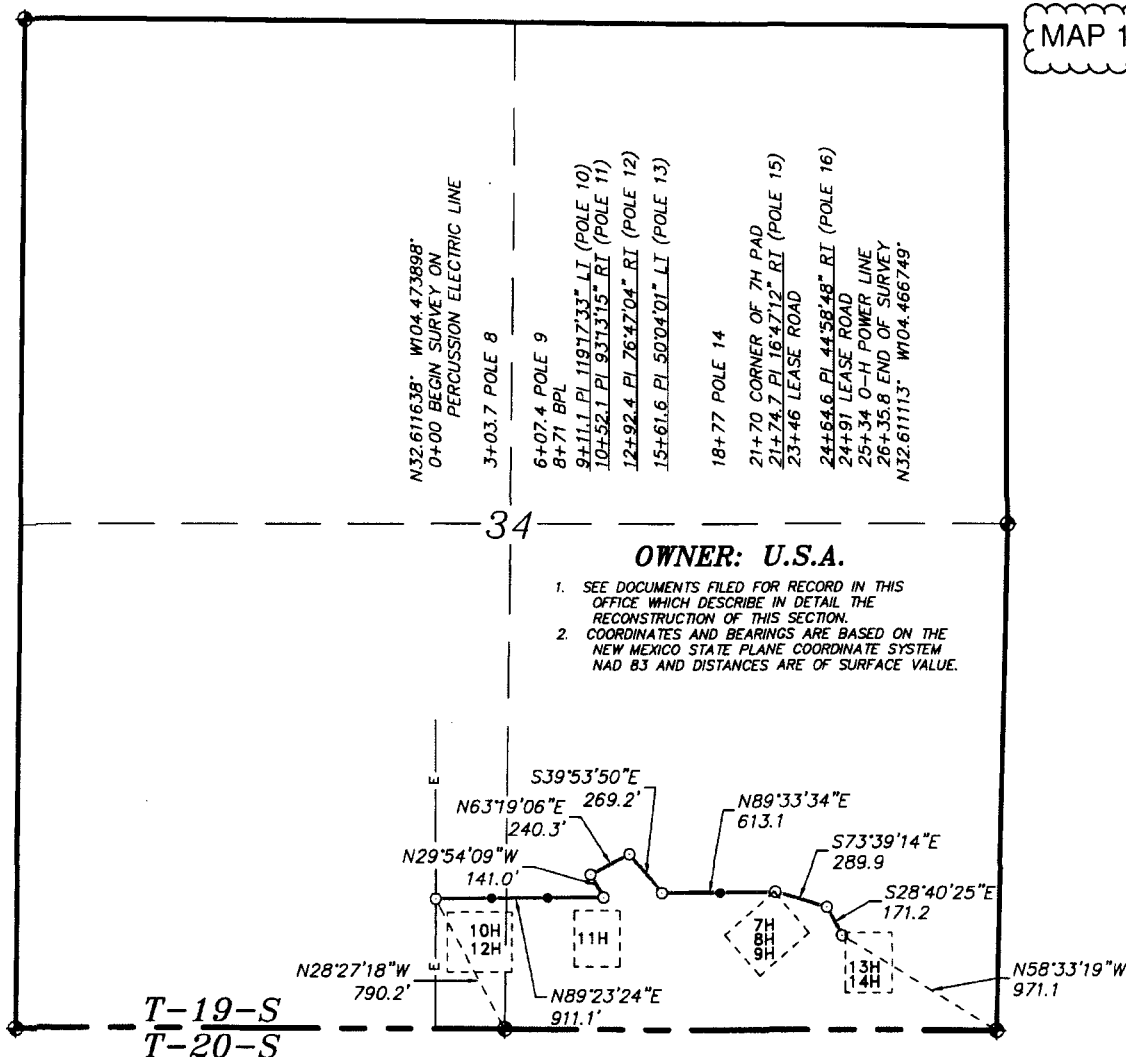 MAP 1
N32.611638° W104.473898°
0+00 BEGIN SURVEY ON
PERCUSSION ELECTRIC LINE
3+03.7 POLE 8
6+07.4 POLE 9
8+71 BPL
9+11.1 PI 119°17'33" LT (POLE 10)
10+52.1 PI 93°13'15" RT (POLE 11)
12+92.4 PI 76°47'04" RT (POLE 12)
15+61.6 PI 50°04'01" LT (POLE 13)
18+77 POLE 14
21+70 CORNER OF 7H PAD
21+74.7 PI 16°47'12" RT (POLE 15)
23+46 LEASE ROAD
24+64.6 PI 44°58'48" RT (POLE 16)
24+91 LEASE ROAD
25+34 O-H POWER LINE
26+35.8 END OF SURVEY
N32.611113° W104.466749°
34
OWNER: U.S.A.
1. SEE DOCUMENTS FILED FOR RECORD IN THIS
OFFICE WHICH DESCRIBE IN DETAIL THE
RECONSTRUCTION OF THIS SECTION.
2. COORDINATES AND BEARINGS ARE BASED ON THE
NEW MEXICO STATE PLANE COORDINATE SYSTEM
NAD 83 AND DISTANCES ARE OF SURFACE VALUE.
E
S39°53'50"E
269.2'
N63°19'06"E
240.3'
N89°33'34"E
613.1
N29°54'09"W
141.0'
S73°39'14"E
289.9
S28°40'25"E
171.2
10H
12H
11H
7H
8H
9H
13H
14H
E
N28°27'18"W
790.2'
N89°23'24"E
911.1'
N58°33'19"W
971.1
T-19-S
T-20-S